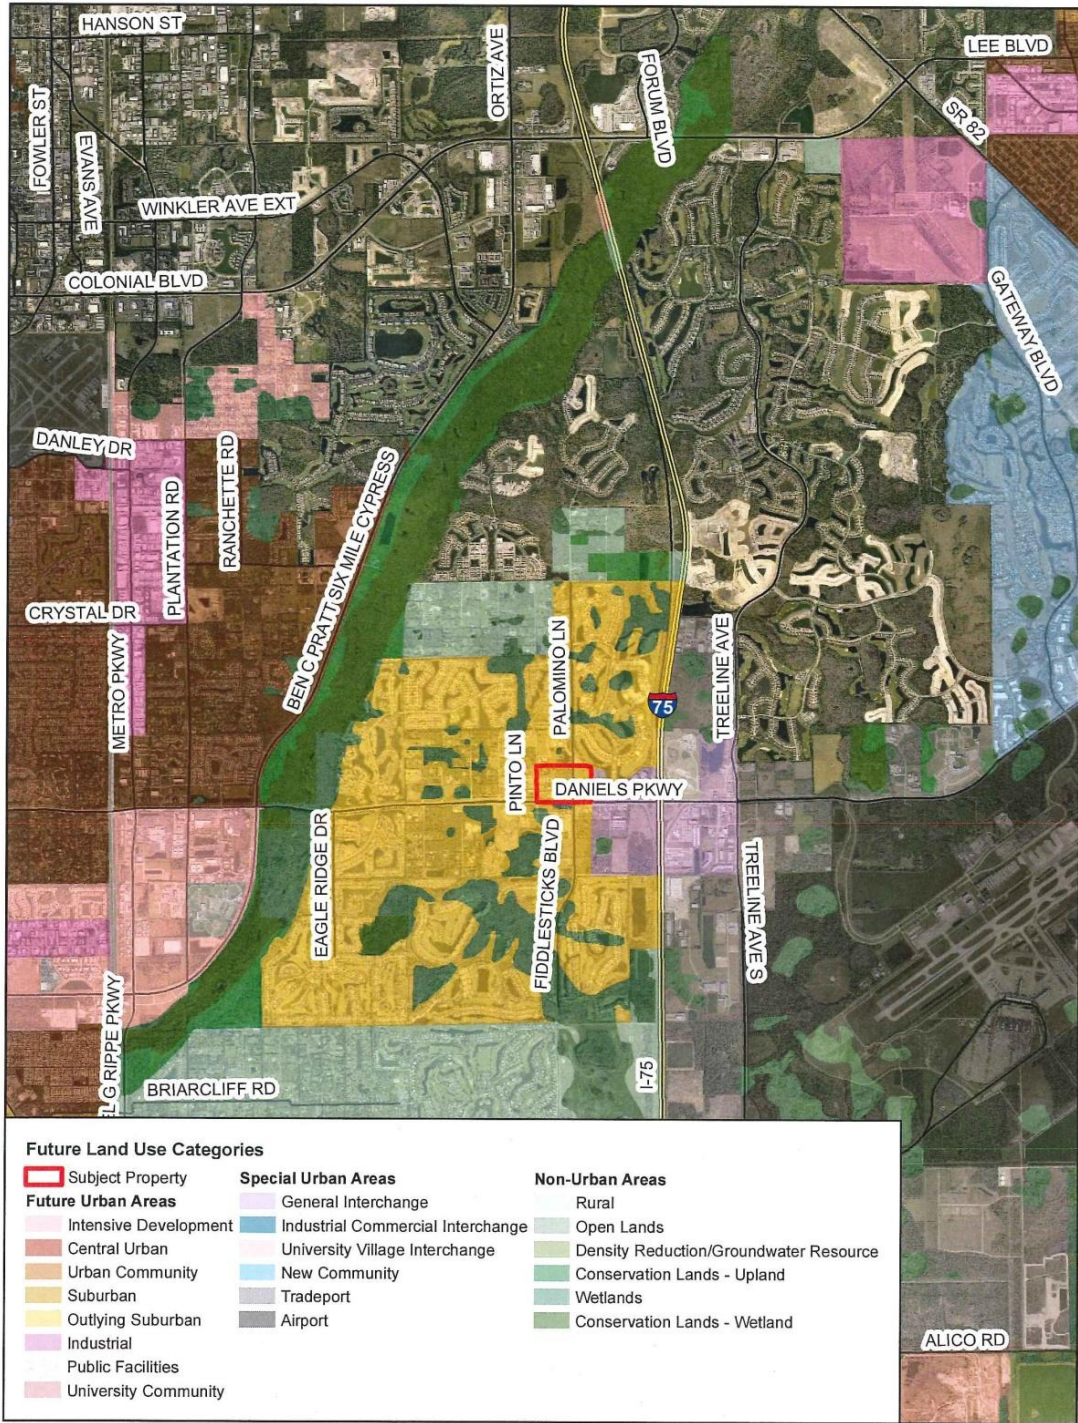 HANSON ST
LEE BLVD
ORTIZ AVE
FORUM BLVD
FOWLER ST
EVANS AVE
SR 82
WINKLER AVE EXT
COLONIAL BLVD
GATEWAY BLVD
DANLEY DR
RANCHETTE RD
PLANTATION RD
BEN C PRATT SIX MILE CYPRESS
CRYSTAL DR
METRO PKWY
PALOMINO LN
TREELINE AVE
75
PINTO LN
DANIELS PKWY
EAGLE RIDGE DR
FIDDLESTICKS BLVD
TREELINE AVE S
EL G RIPPE PKWY
I-75
BRIARCLIFF RD
ALICO RD
Future Land Use Categories
Subject Property
Future Urban Areas
Intensive Development
Central Urban
Urban Community
Suburban
Outlying Suburban
Industrial
Public Facilities
University Community
Special Urban Areas
General Interchange
Industrial Commercial Interchange
University Village Interchange
New Community
Tradeport
Airport
Non-Urban Areas
Rural
Open Lands
Density Reduction/Groundwater Resource
Conservation Lands - Upland
Wetlands
Conservation Lands - Wetland